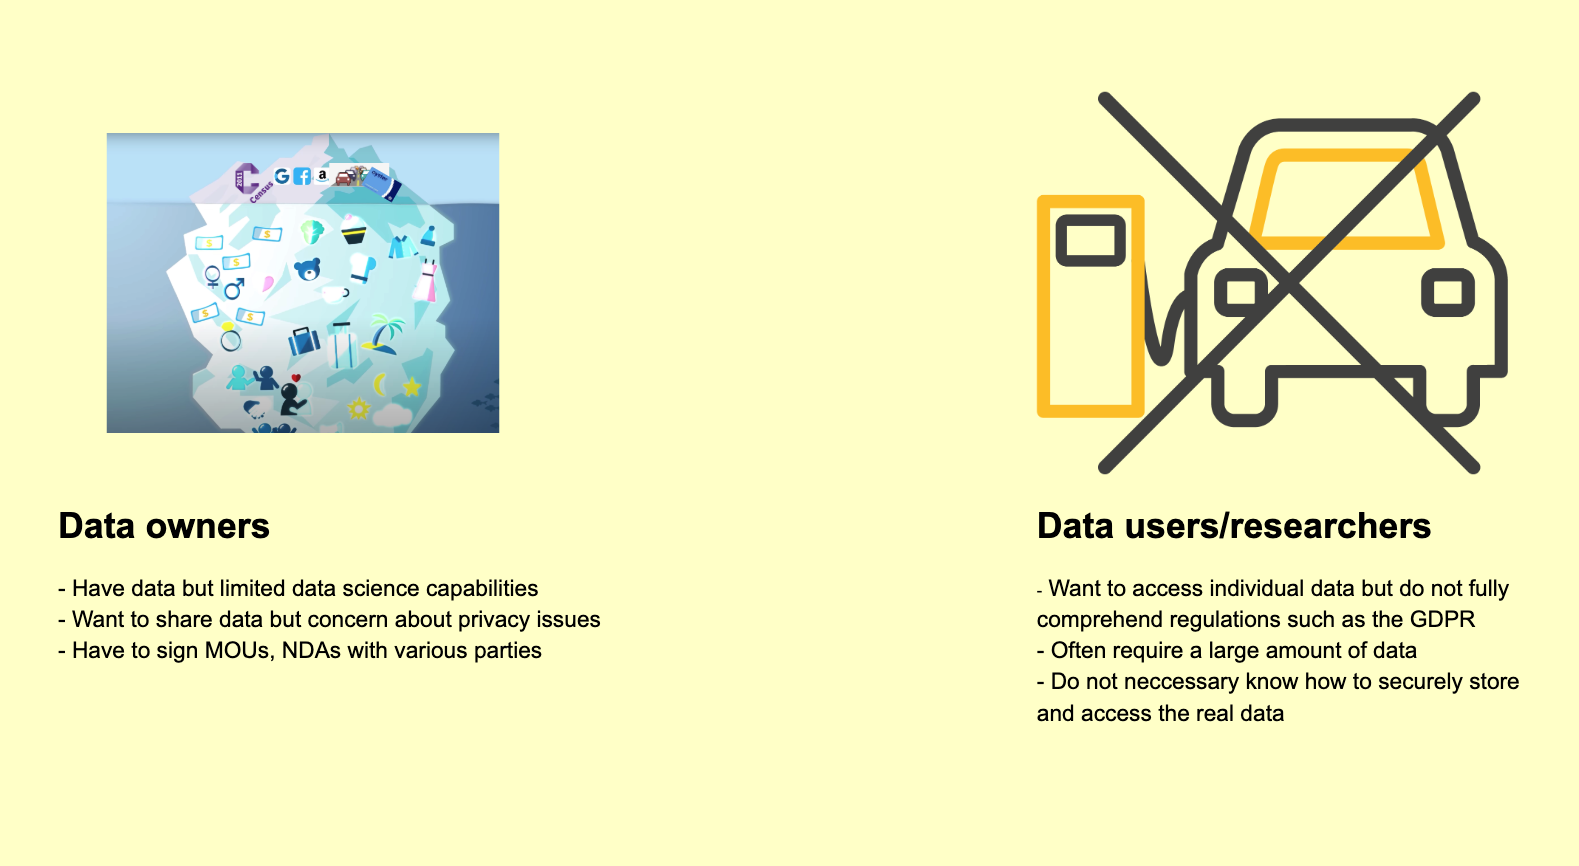 2011
Census
G f a
oyster
$ $
$
$ $
Data owners
- Have data but limited data science capabilities
- Want to share data but concern about privacy issues
- Have to sign MOUs, NDAs with various parties
Data users/researchers
- Want to access individual data but do not fully
comprehend regulations such as the GDPR
- Often require a large amount of data
- Do not neccessary know how to securely store
and access the real data